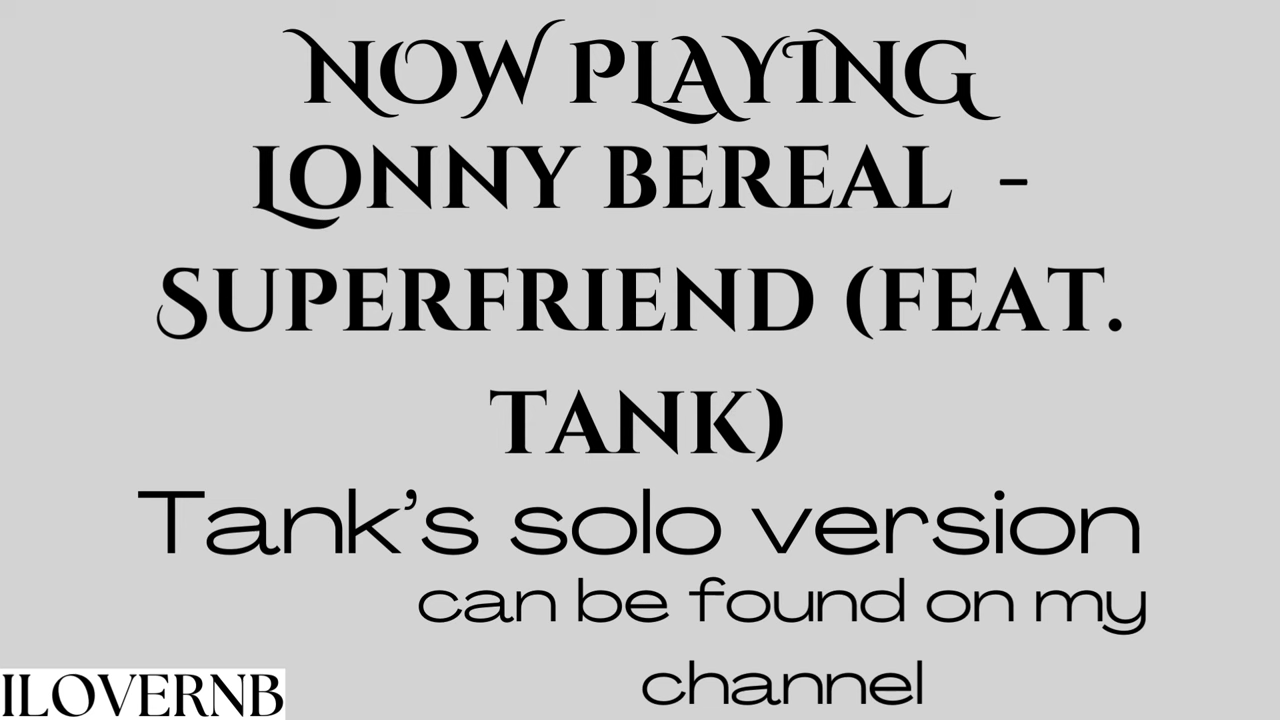 NOW PLAYING
LONNY BEREAL -
SUPERFRIEND (FEAT.
TANK)
Tank's solo version
can be found on my
channel
ILOVERNB